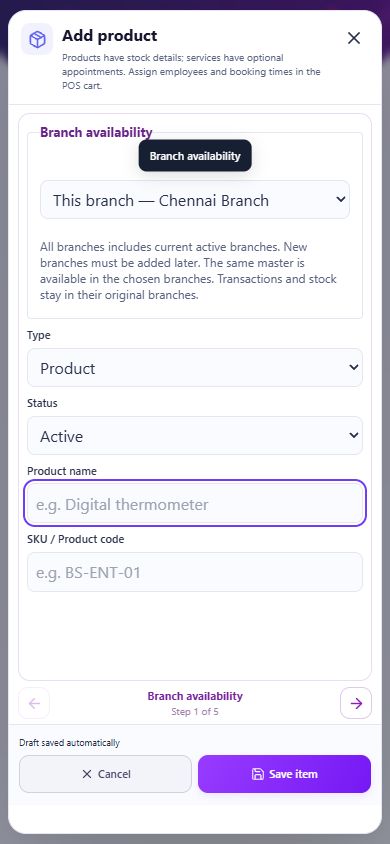 Add product
Products have stock details; services have optional
appointments. Assign employees and booking times in the
POS cart.
Branch availability
Branch availability
This branch — Chennai Branch
All branches includes current active branches. New
branches must be added later. The same master is
available in the chosen branches. Transactions and stock
stay in their original branches.
Type
Product
Status
Active
Product name
e.g. Digital thermometer
SKU / Product code
e.g. BS-ENT-01
Branch availability
Step 1 of 5
Draft saved automatically
Cancel
Save item